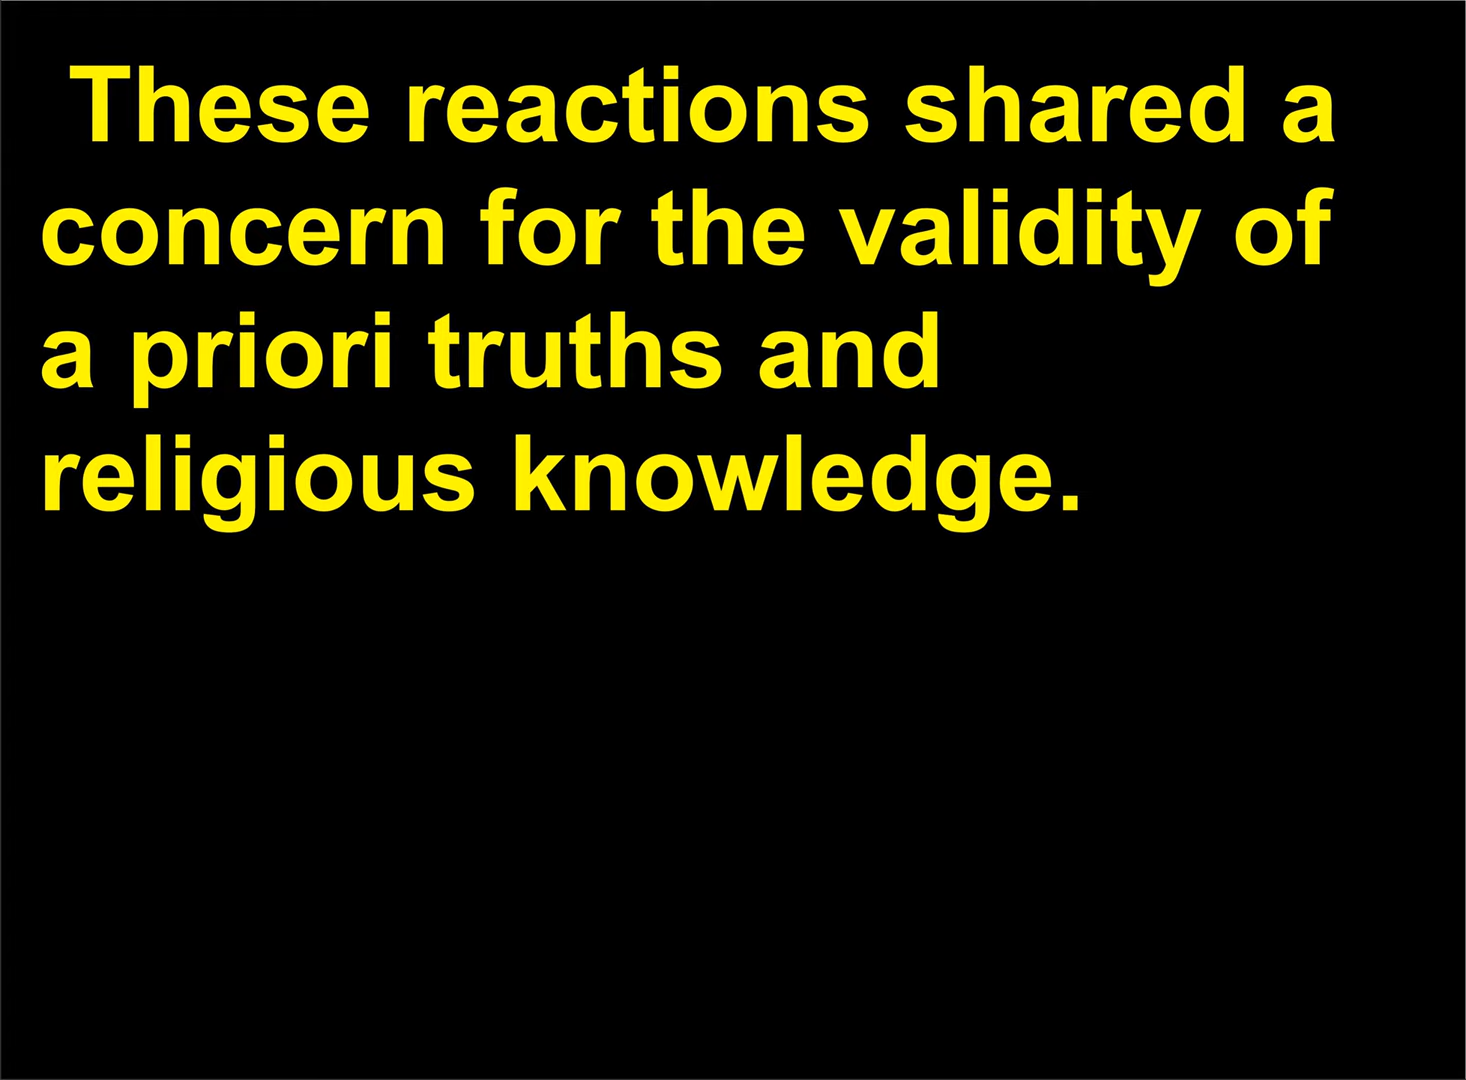 These reactions shared a
concern for the validity of
a priori truths and
religious knowledge.